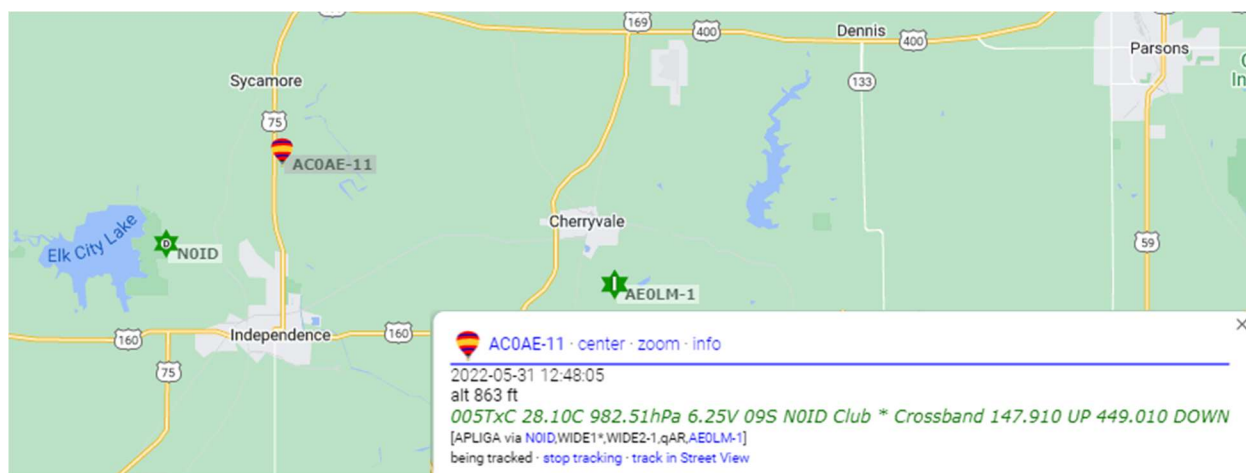 169
400
Dennis
400
Parsons
Sycamore
133
In
75
AC0AE-11
Cherryvale
Elk City Lake
N0ID
59
AE0LM-1
160
Independence
160
75
×
AC0AE-11 · center · zoom · info
2022-05-31 12:48:05
alt 863 ft
005TxC 28.10C 982.51hPa 6.25V 09S N0ID Club * Crossband 147.910 UP 449.010 DOWN
[APLIGA via N0ID,WIDE1*,WIDE2-1,qAR,AE0LM-1]
being tracked · stop tracking · track in Street View